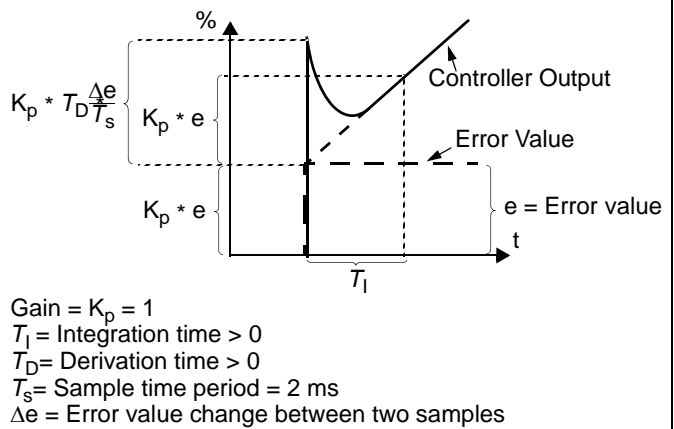 %
Controller Output
Kp * TD Δe/Ts
Kp * e
Error Value
Kp * e
e = Error value
t
TI
Gain = Kp = 1
TI = Integration time > 0
TD= Derivation time > 0
Ts= Sample time period = 2 ms
Δe = Error value change between two samples